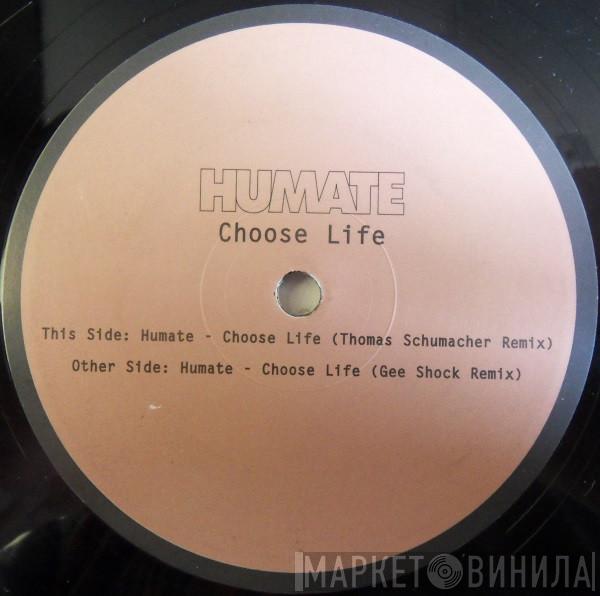 HUMATE
Choose Life
This Side: Humate - Choose Life (Thomas Schumacher Remix)
Other Side: Humate - Choose Life (Gee Shock Remix)
МАРКЕТ ВИНИЛА